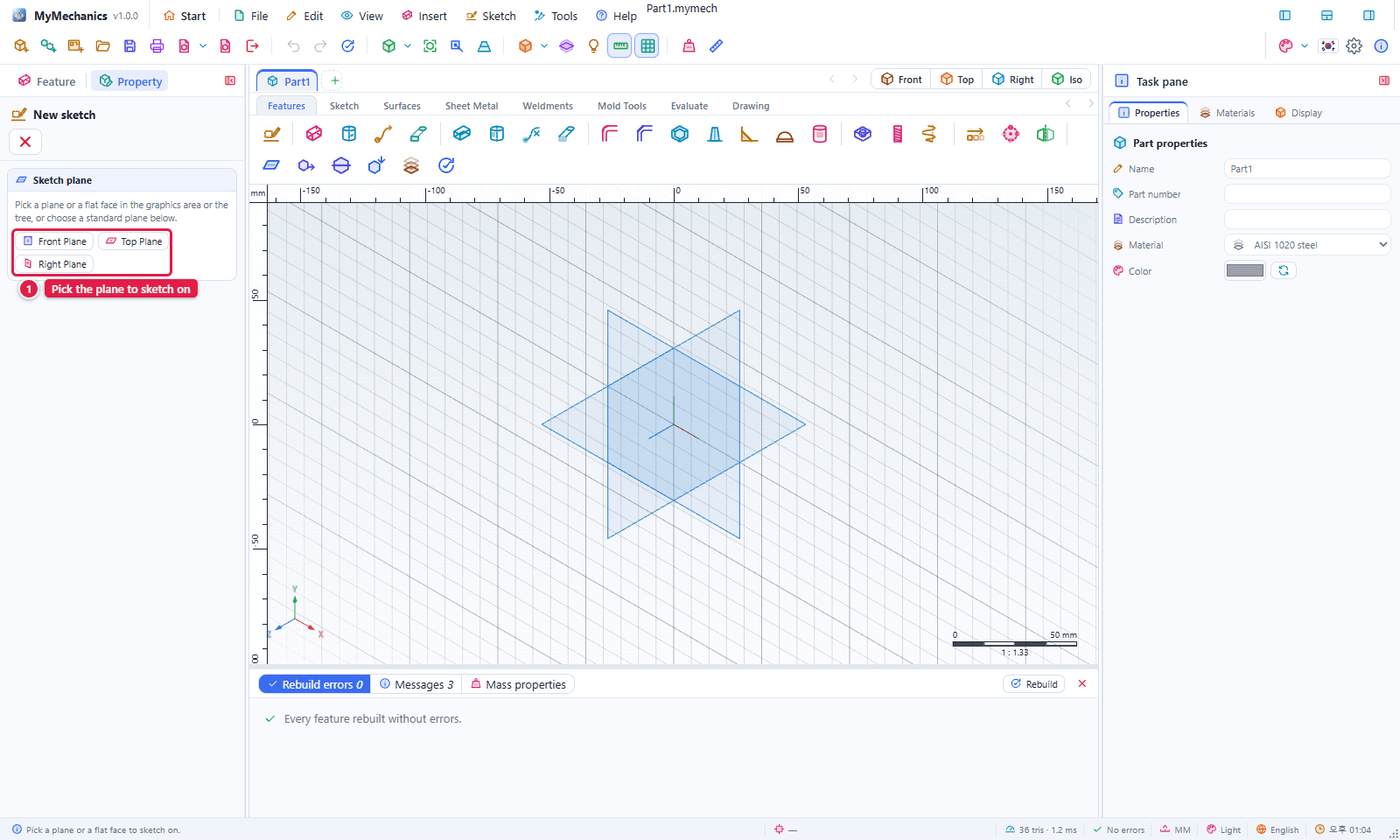 MyMechanics v1.0.0 Start File Edit View Insert Sketch Tools Help Part1.mymech
Feature Property
Part1 +
Front Top Right Iso
Task pane
New sketch
Features Sketch Surfaces Sheet Metal Weldments Mold Tools Evaluate Drawing
Properties Materials Display
Sketch plane
Pick a plane or a flat face in the graphics area or the
tree, or choose a standard plane below.
Front Plane Top Plane
Right Plane
1 Pick the plane to sketch on
mm -150 -100 -50 0 50 100 150
50
0
50
00
Y
Z X
0 50 mm
1 : 1.33
Part properties
Name Part1
Part number
Description
Material AISI 1020 steel
Color
Rebuild errors 0 Messages 3 Mass properties Rebuild
Every feature rebuilt without errors.
Pick a plane or a flat face to sketch on. — 36 tris · 1.2 ms No errors MM Light English 오후 01:04